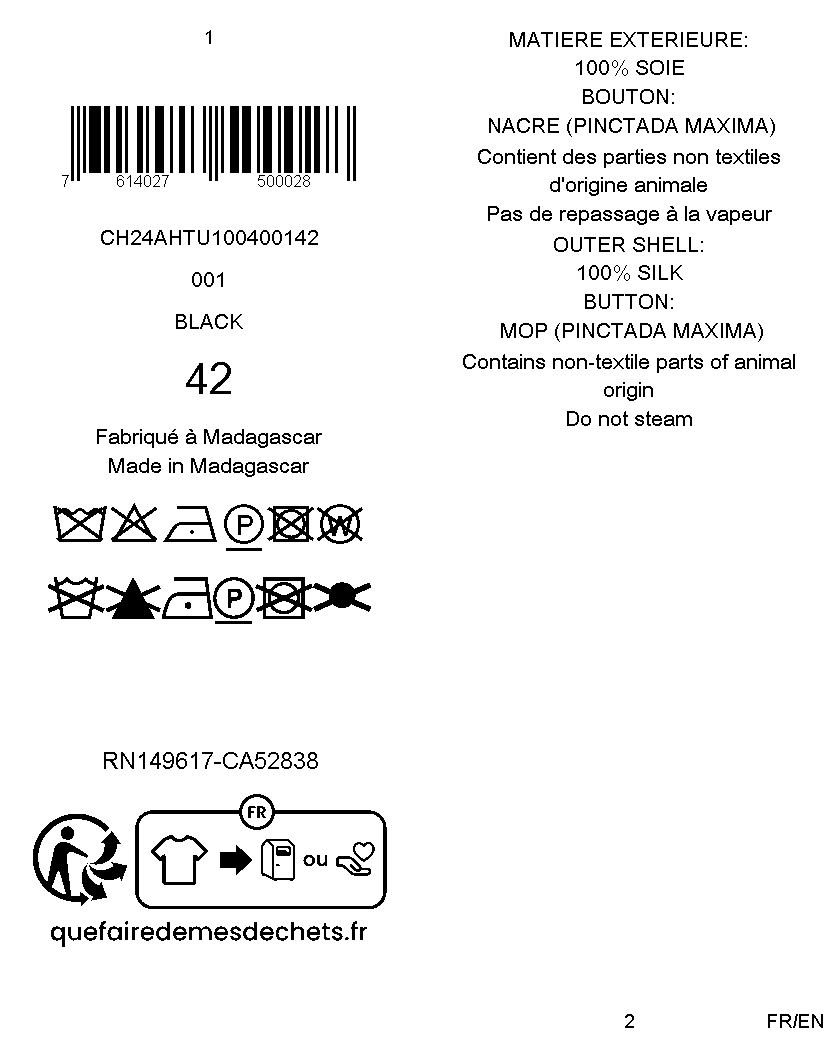 1
7 614027 500028
CH24AHTU100400142
001
BLACK
42
Fabriqué à Madagascar
Made in Madagascar
P W
P
RN149617-CA52838
FR
ou
quefairedemesdechets.fr
MATIERE EXTERIEURE:
100% SOIE
BOUTON:
NACRE (PINCTADA MAXIMA)
Contient des parties non textiles
d'origine animale
Pas de repassage à la vapeur
OUTER SHELL:
100% SILK
BUTTON:
MOP (PINCTADA MAXIMA)
Contains non-textile parts of animal
origin
Do not steam
2
FR/EN